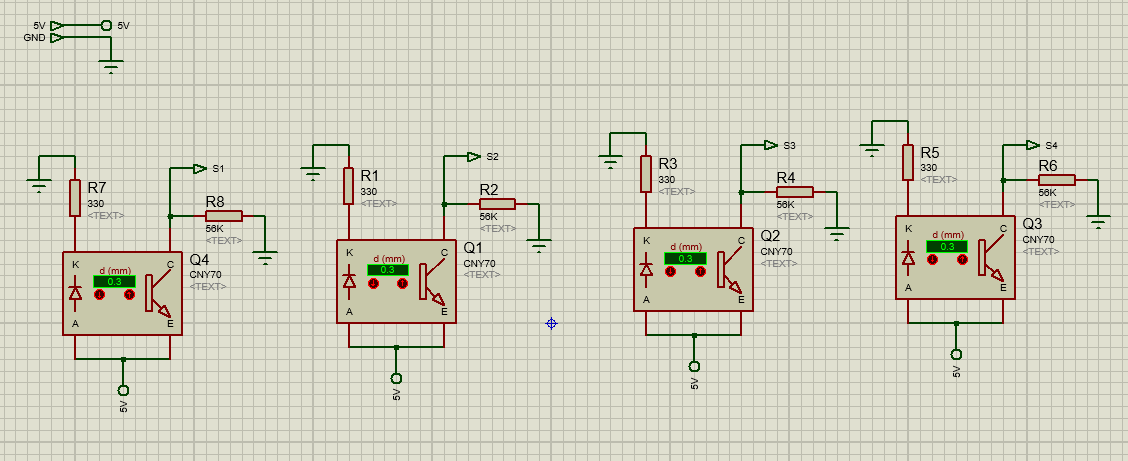 5V 5V
GND
R7
330
<TEXT>
S1
R8
56K
<TEXT>
K
C
d (mm)
0.3
A
E
Q4
CNY70
<TEXT>
5V
R1
330
<TEXT>
S2
R2
56K
<TEXT>
K
C
d (mm)
0.3
A
E
Q1
CNY70
<TEXT>
5V
R3
330
<TEXT>
S3
R4
56K
<TEXT>
K
C
d (mm)
0.3
A
E
Q2
CNY70
<TEXT>
5V
R5
330
<TEXT>
S4
R6
56K
<TEXT>
K
C
d (mm)
0.3
A
E
Q3
CNY70
<TEXT>
5V